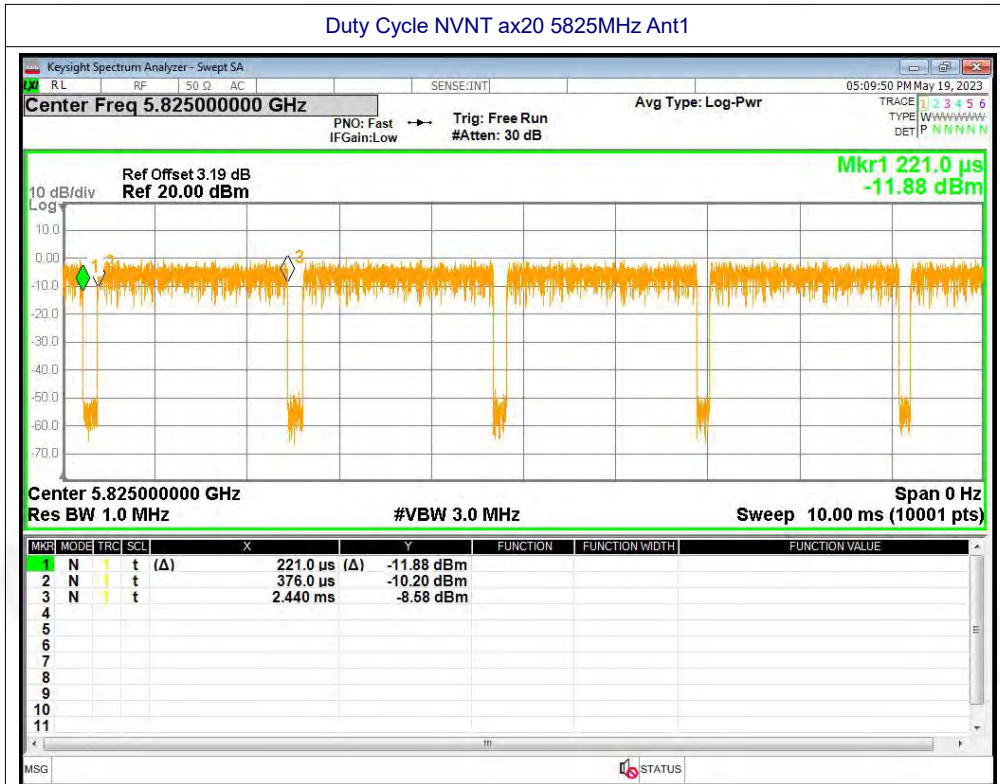 Duty Cycle NVNT ax20 5825MHz Ant1
Keysight Spectrum Analyzer - Swept SA
LXI RL RF 50 Ω AC SENSE:INT 05:09:50 PM May 19, 2023
Center Freq 5.825000000 GHz Avg Type: Log-Pwr TRACE 1 2 3 4 5 6
PNO: Fast Trig: Free Run TYPE WWWWWW
IFGain:Low #Atten: 30 dB DET P N N N N N
Mkr1 221.0 µs
Ref Offset 3.19 dB
10 dB/div Ref 20.00 dBm -11.88 dBm
Log
10.0
0.00
1 2 3
-10.0
-20.0
-30.0
-40.0
-50.0
-60.0
-70.0
Center 5.825000000 GHz Span 0 Hz
Res BW 1.0 MHz #VBW 3.0 MHz Sweep 10.00 ms (10001 pts)
MKR MODE TRC SCL X Y FUNCTION FUNCTION WIDTH FUNCTION VALUE
1 N 1 t (Δ) 221.0 µs (Δ) -11.88 dBm
2 N 1 t 376.0 µs -10.20 dBm
3 N 1 t 2.440 ms -8.58 dBm
4
5
6
7
8
9
10
11
MSG STATUS